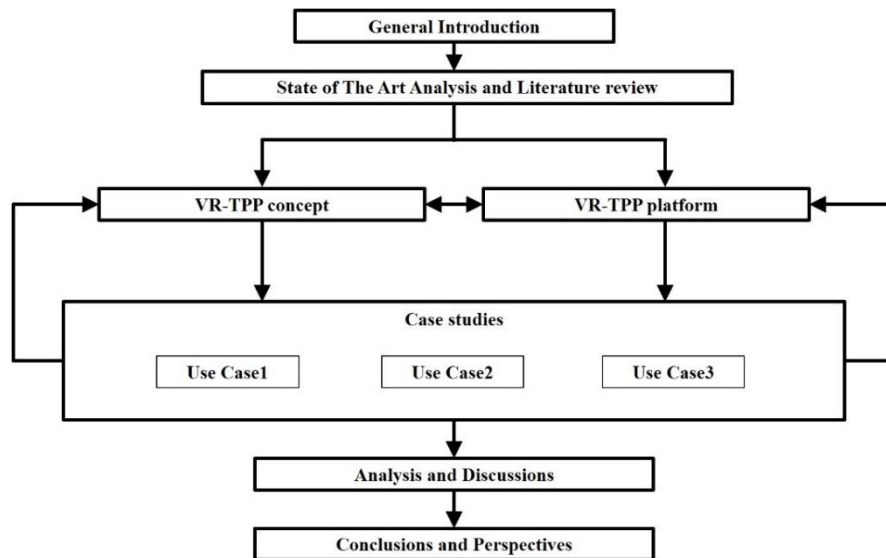 General Introduction
State of The Art Analysis and Literature review
VR-TPP concept
VR-TPP platform
Case studies
Use Case1
Use Case2
Use Case3
Analysis and Discussions
Conclusions and Perspectives